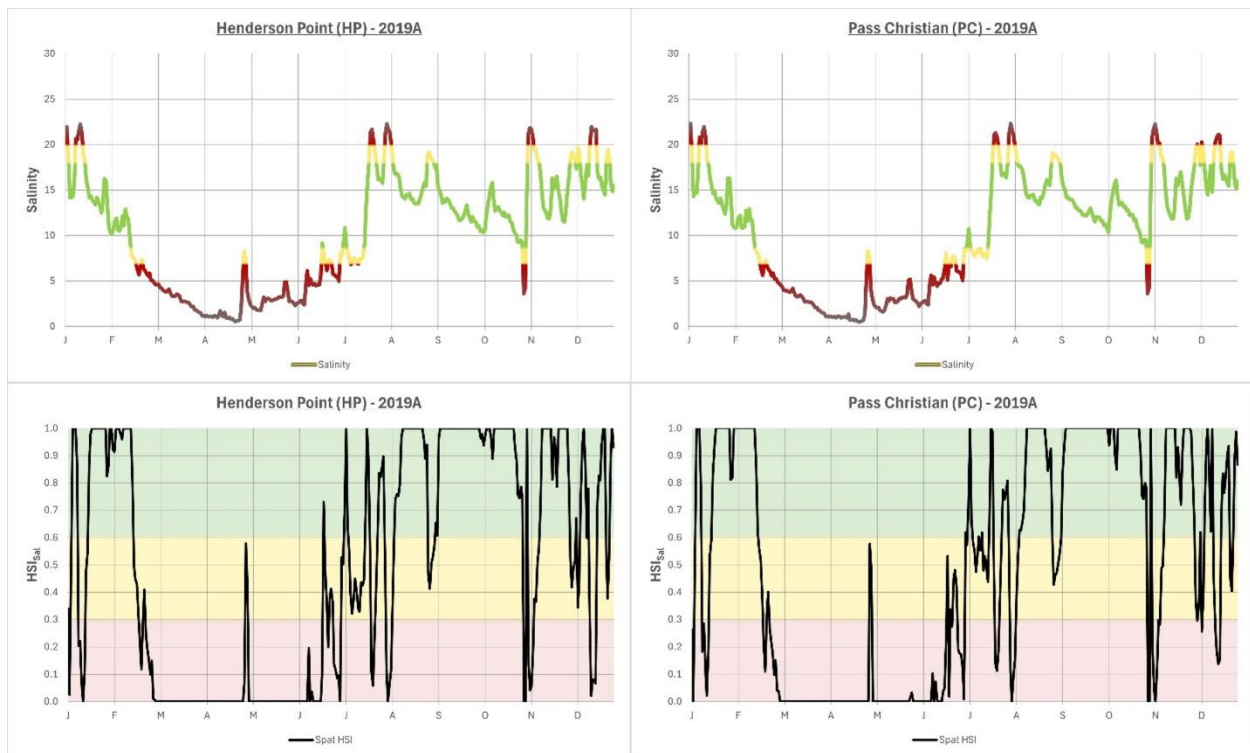 Henderson Point (HP) - 2019A
30
25
20
15
10
5
0
Salinity
J F M A M J J A S O N D
Salinity
Pass Christian (PC) - 2019A
30
25
20
15
10
5
0
Salinity
J F M A M J J A S O N D
Salinity
Henderson Point (HP) - 2019A
1.0
0.9
0.8
0.7
0.6
0.5
0.4
0.3
0.2
0.1
0.0
HSISal
J F M A M J J A S O N D
Spat HSI
Pass Christian (PC) - 2019A
1.0
0.9
0.8
0.7
0.6
0.5
0.4
0.3
0.2
0.1
0.0
HSISal
J F M A M J J A S O N D
Spat HSI